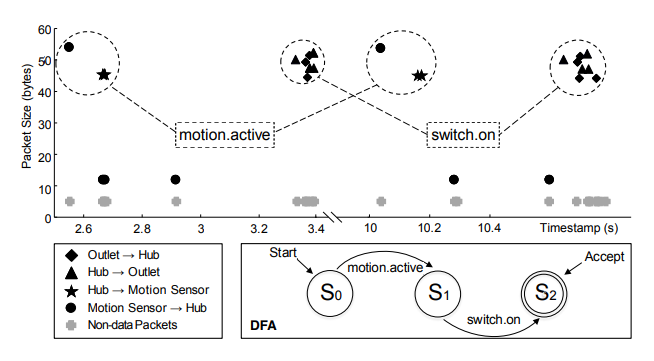 60
50
40
30
20
10
0
Packet Size (bytes)
motion.active
switch.on
2.6
2.8
3
3.2
3.4
10
10.2
10.4
Timestamp (s)
Outlet → Hub
Hub → Outlet
Hub → Motion Sensor
Motion Sensor → Hub
Non-data Packets
Start
motion.active
Accept
S0
S1
S2
switch.on
DFA